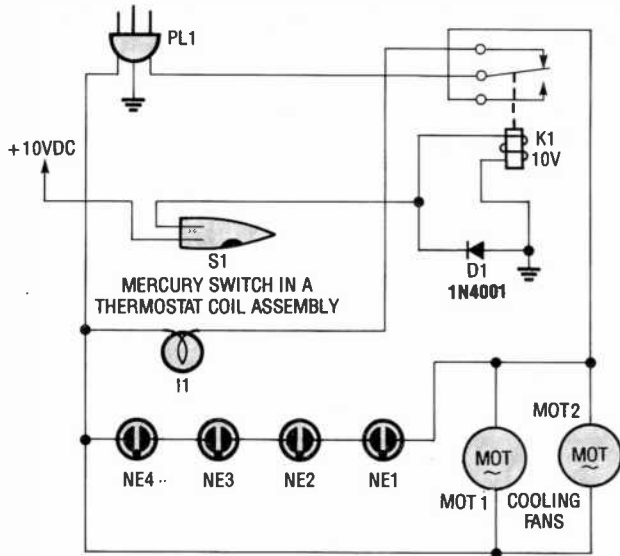 PL1
+10VDC
K1
10V
S1
D1
1N4001
MERCURY SWITCH IN A
THERMOSTAT COIL ASSEMBLY
I1
MOT2
MOT
MOT
NE4
NE3
NE2
NE1
MOT 1
COOLING
FANS